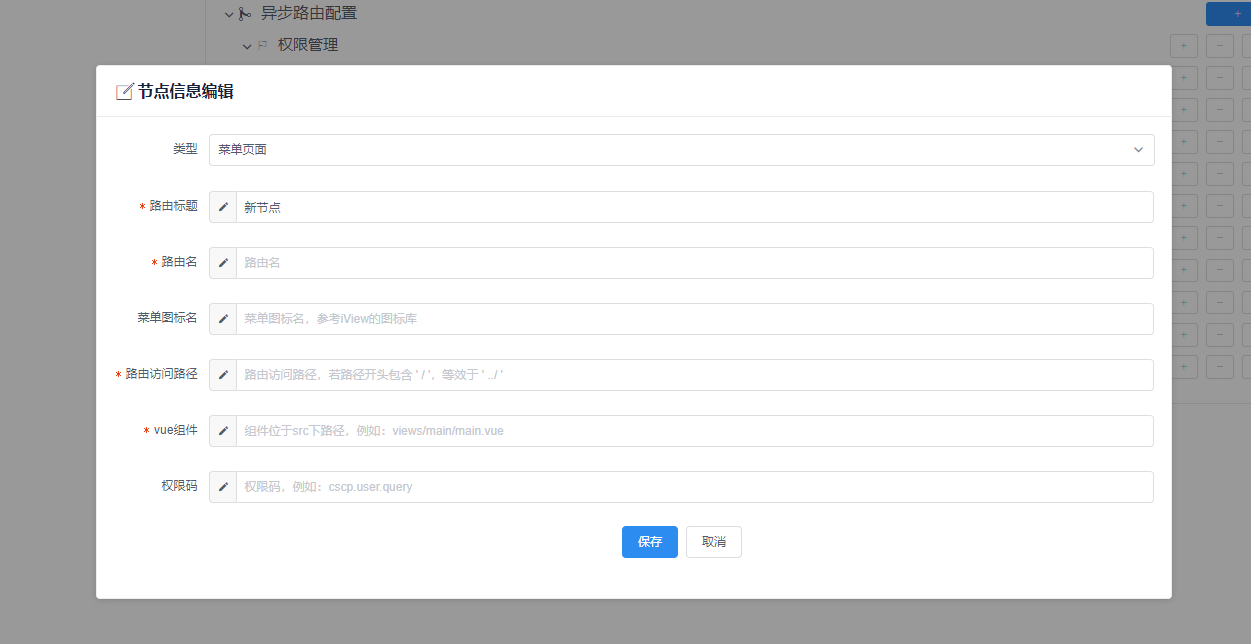 异步路由配置
权限管理
节点信息编辑
类型 菜单页面
* 路由标题 新节点
* 路由名 路由名
菜单图标名 菜单图标名，参考iView的图标库
* 路由访问路径 路由访问路径，若路径开头包含 ' / '，等效于 ' ../ '
* vue组件 组件位于src下路径，例如：views/main/main.vue
权限码 权限码，例如：cscp.user.query
保存 取消